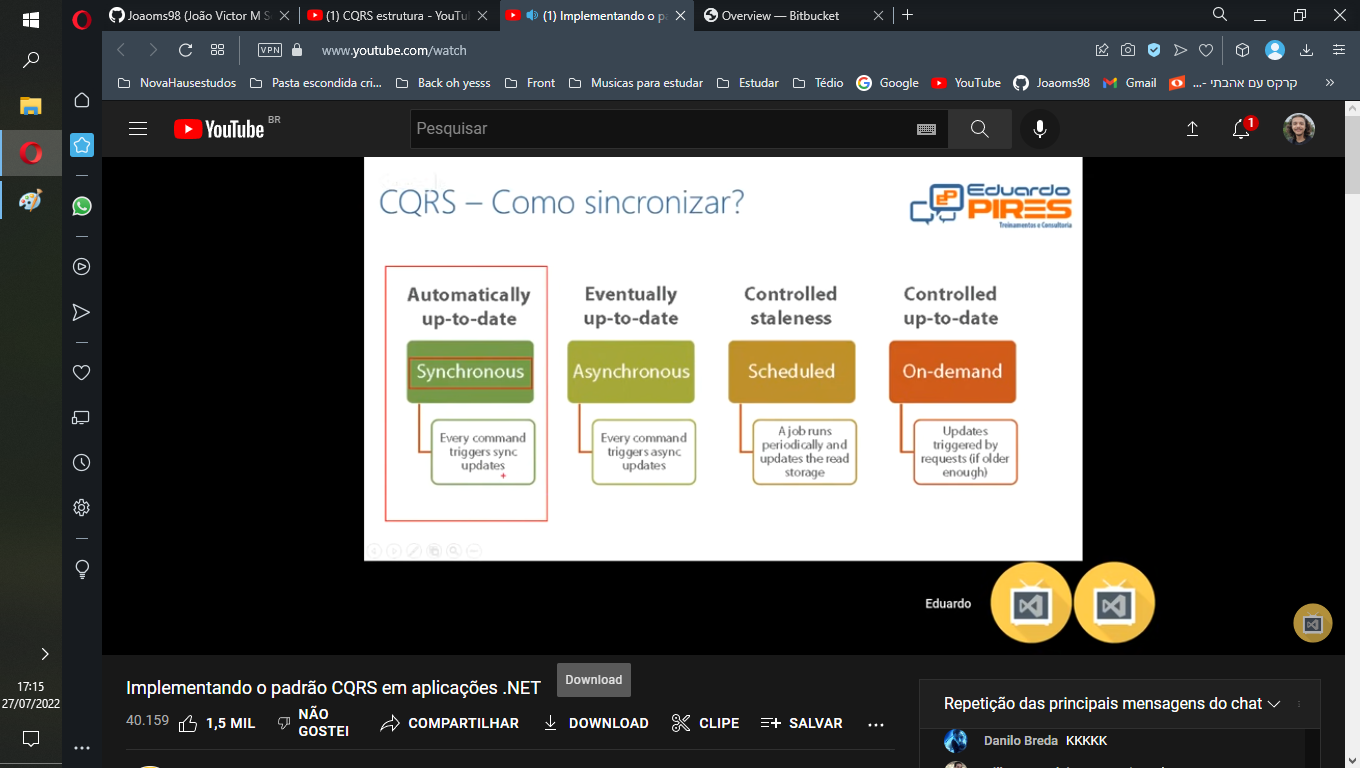 Joaoms98 (João Victor M S
(1) CQRS estrutura - YouTu
(1) Implementando o pa
Overview — Bitbucket
VPN
www.youtube.com/watch
NovaHausestudos
Pasta escondida cri...
Back oh yesss
Front
Musicas para estudar
Estudar
Tédio
Google
YouTube
Joaoms98
Gmail
קרקס עם אהבתי -...
»
YouTube BR
Pesquisar
1
CQRS – Como sincronizar?
EP
Eduardo
PIRES
Treinamentos e Consultoria
Automatically
up-to-date
Synchronous
Every command
triggers sync
updates
Eventually
up-to-date
Asynchronous
Every command
triggers async
updates
Controlled
staleness
Scheduled
A job runs
periodically and
updates the read
storage
Controlled
up-to-date
On-demand
Updates
triggered by
requests (if older
enough)
Eduardo
Implementando o padrão CQRS em aplicações .NET
Download
40.159
1,5 MIL
NÃO
GOSTEI
COMPARTILHAR
DOWNLOAD
CLIPE
SALVAR
Repetição das principais mensagens do chat
Danilo Breda KKKKK
17:15
27/07/2022